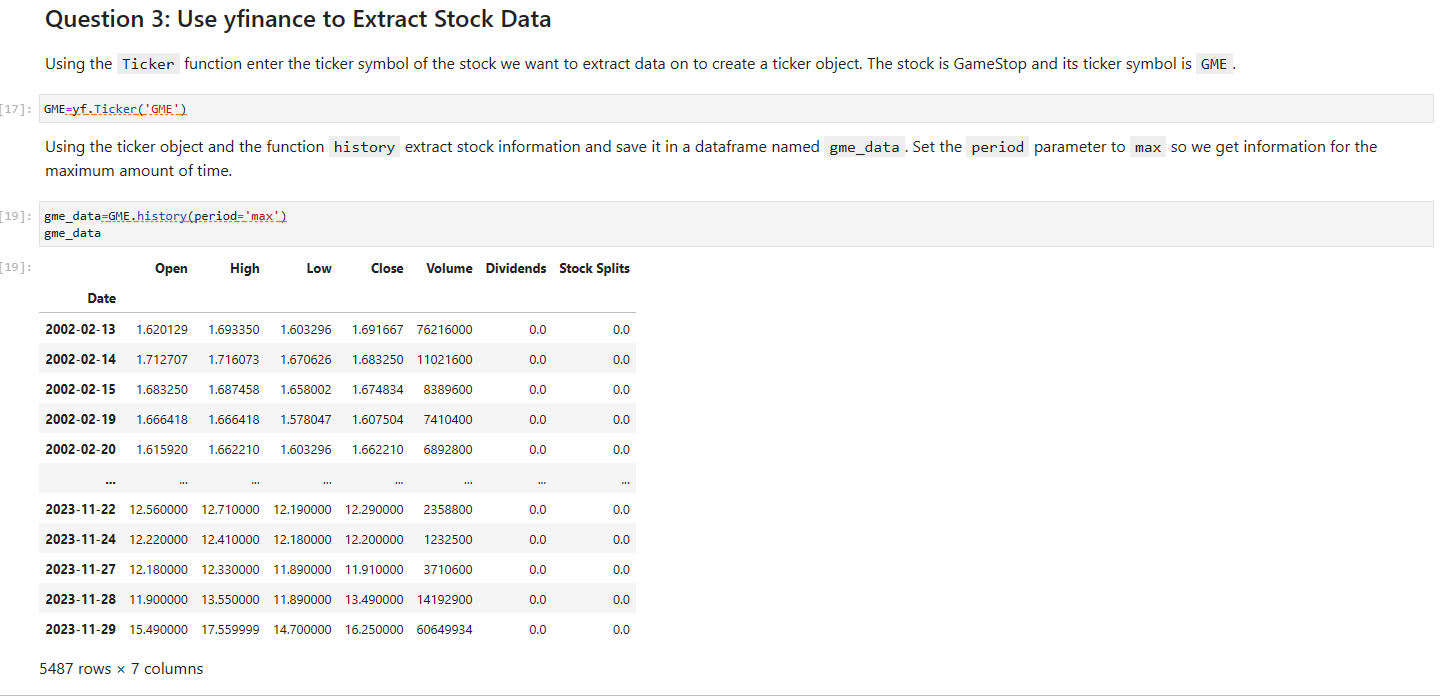 Question 3: Use yfinance to Extract Stock Data
Using the Ticker function enter the ticker symbol of the stock we want to extract data on to create a ticker object. The stock is GameStop and its ticker symbol is GME .
[17]: GME=yf.Ticker('GME')
Using the ticker object and the function history extract stock information and save it in a dataframe named gme_data . Set the period parameter to max so we get information for the
maximum amount of time.
[19]: gme_data=GME.history(period='max')
gme_data
[19]: Open High Low Close Volume Dividends Stock Splits
Date
2002-02-13 1.620129 1.693350 1.603296 1.691667 76216000 0.0 0.0
2002-02-14 1.712707 1.716073 1.670626 1.683250 11021600 0.0 0.0
2002-02-15 1.683250 1.687458 1.658002 1.674834 8389600 0.0 0.0
2002-02-19 1.666418 1.666418 1.578047 1.607504 7410400 0.0 0.0
2002-02-20 1.615920 1.662210 1.603296 1.662210 6892800 0.0 0.0
... ... ... ... ... ... ... ...
2023-11-22 12.560000 12.710000 12.190000 12.290000 2358800 0.0 0.0
2023-11-24 12.220000 12.410000 12.180000 12.200000 1232500 0.0 0.0
2023-11-27 12.180000 12.330000 11.890000 11.910000 3710600 0.0 0.0
2023-11-28 11.900000 13.550000 11.890000 13.490000 14192900 0.0 0.0
2023-11-29 15.490000 17.559999 14.700000 16.250000 60649934 0.0 0.0
5487 rows × 7 columns